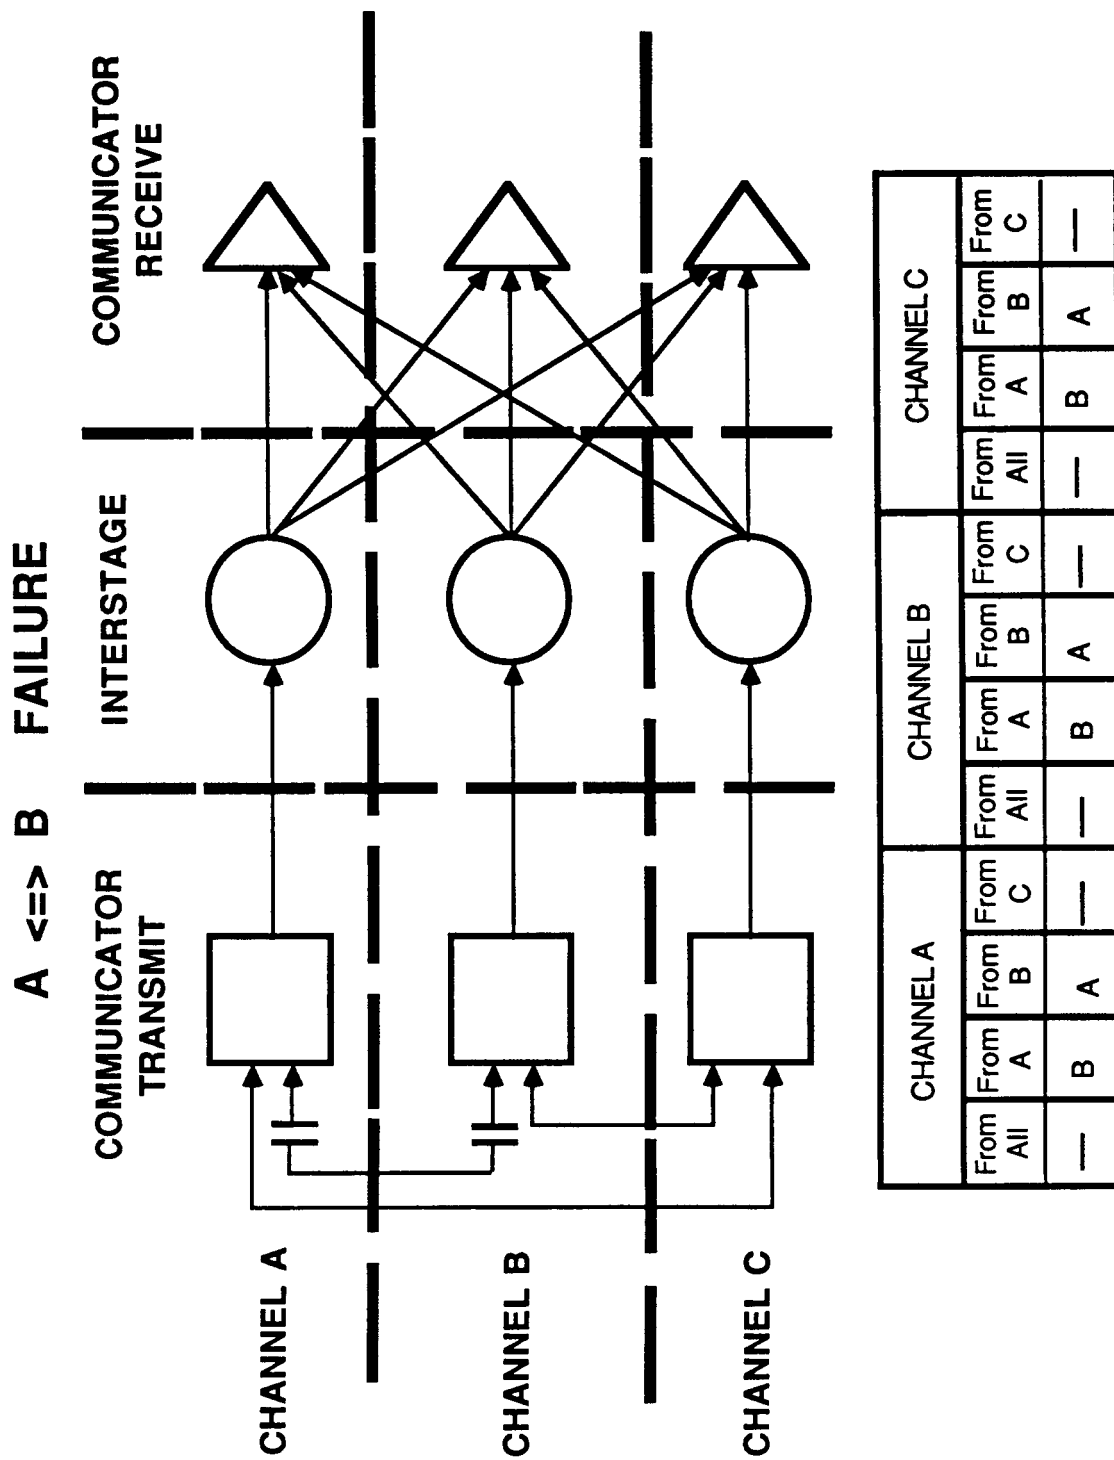 A <=> B FAILURE
COMMUNICATOR
TRANSMIT
INTERSTAGE
COMMUNICATOR
RECEIVE
CHANNEL A
CHANNEL B
CHANNEL C
CHANNEL A CHANNEL B CHANNEL C
From All From A From B From C From All From A From B From C From All From A From B From C
— B A — — B A — — B A —